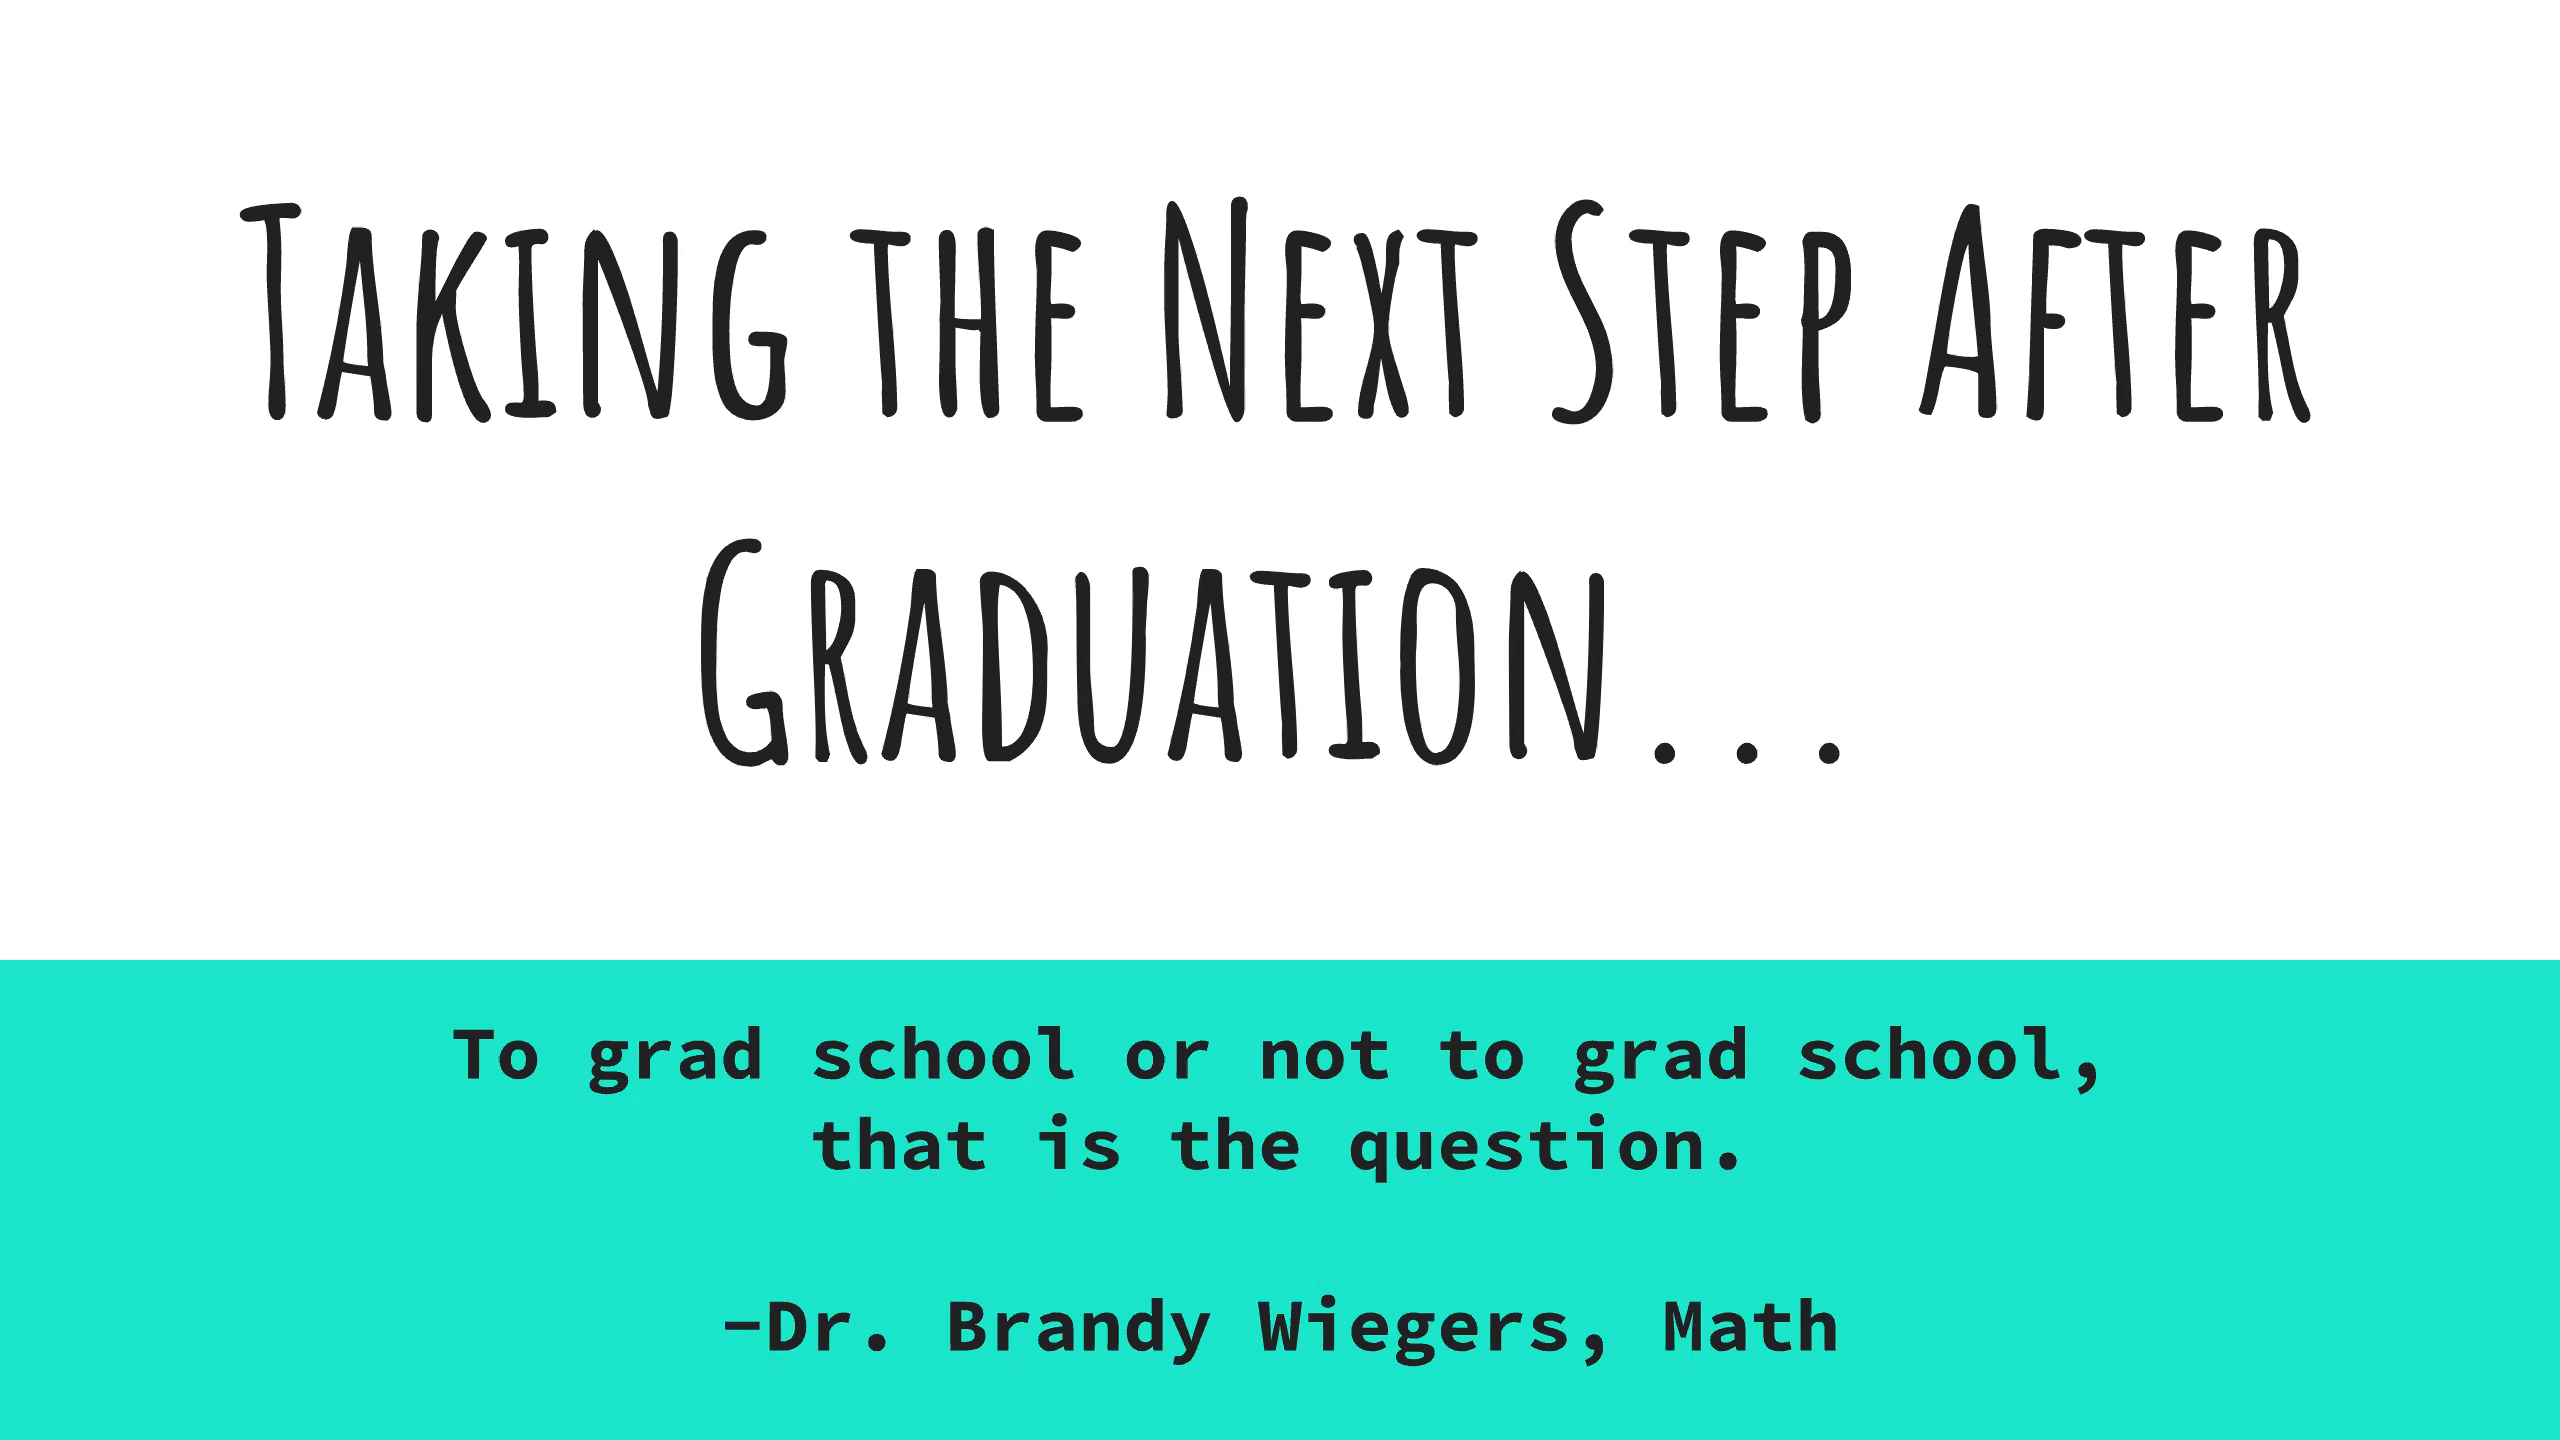 Taking the Next Step After
Graduation...
To grad school or not to grad school,
that is the question.
-Dr. Brandy Wiegers, Math